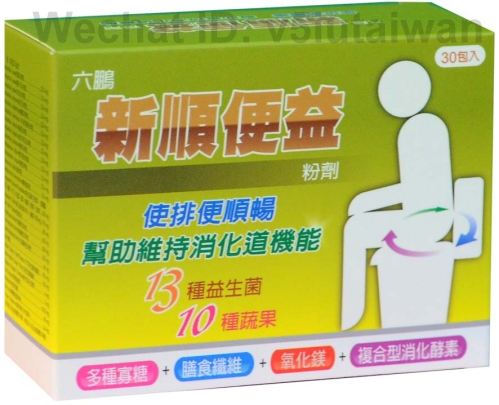 Wechat ID: v5lutaiwan
30包入
六鵬
新順便益
粉劑
使排便順暢
幫助維持消化道機能
13種益生菌
10種蔬果
多種寡糖 + 膳食纖維 + 氧化鎂 + 複合型消化酵素